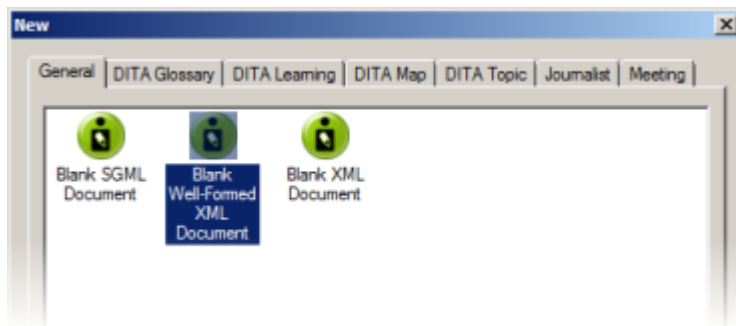 New
General DITA Glossary DITA Learning DITA Map DITA Topic Journalist Meeting
Blank SGML Document
Blank Well-Formed XML Document
Blank XML Document